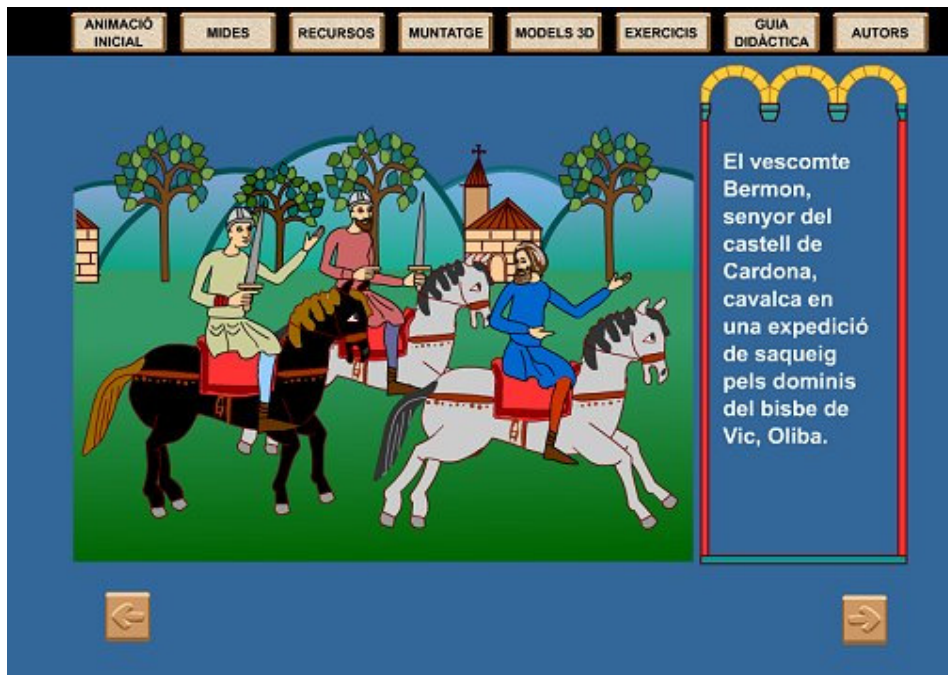 ANIMACIÓ
INICIAL
MIDES
RECURSOS
MUNTATGE
MODELS 3D
EXERCICIS
GUIA
DIDÀCTICA
AUTORS
El vescomte
Bermon,
senyor del
castell de
Cardona,
cavalca en
una expedició
de saqueig
pels dominis
del bisbe de
Vic, Oliba.